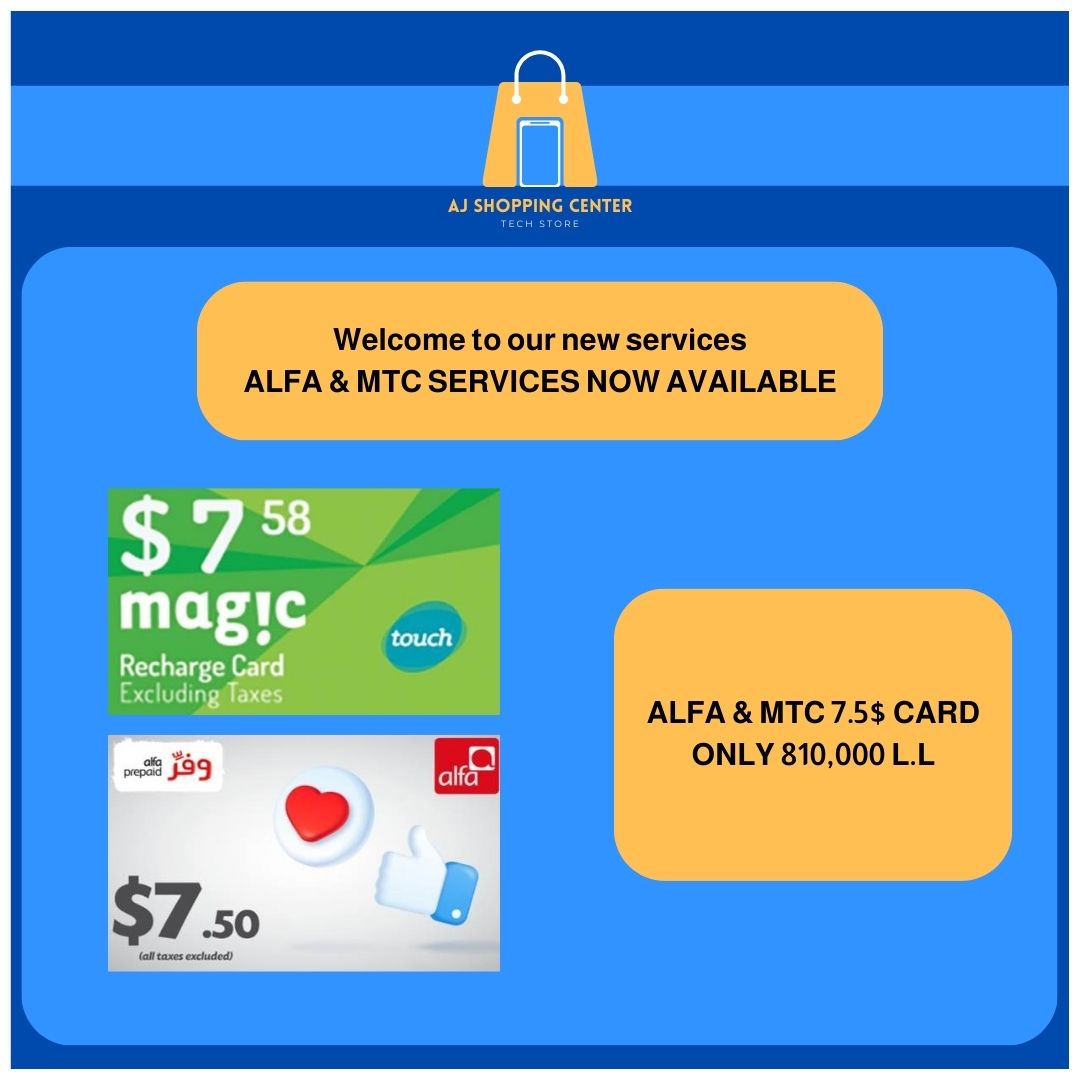 AJ SHOPPING CENTER
TECH STORE
Welcome to our new services
ALFA & MTC SERVICES NOW AVAILABLE
$7 58
mag!c
touch
Recharge Card
Excluding Taxes
alfa
prepaid
وفّر
alfa
$7.50
(all taxes excluded)
ALFA & MTC 7.5$ CARD
ONLY 810,000 L.L